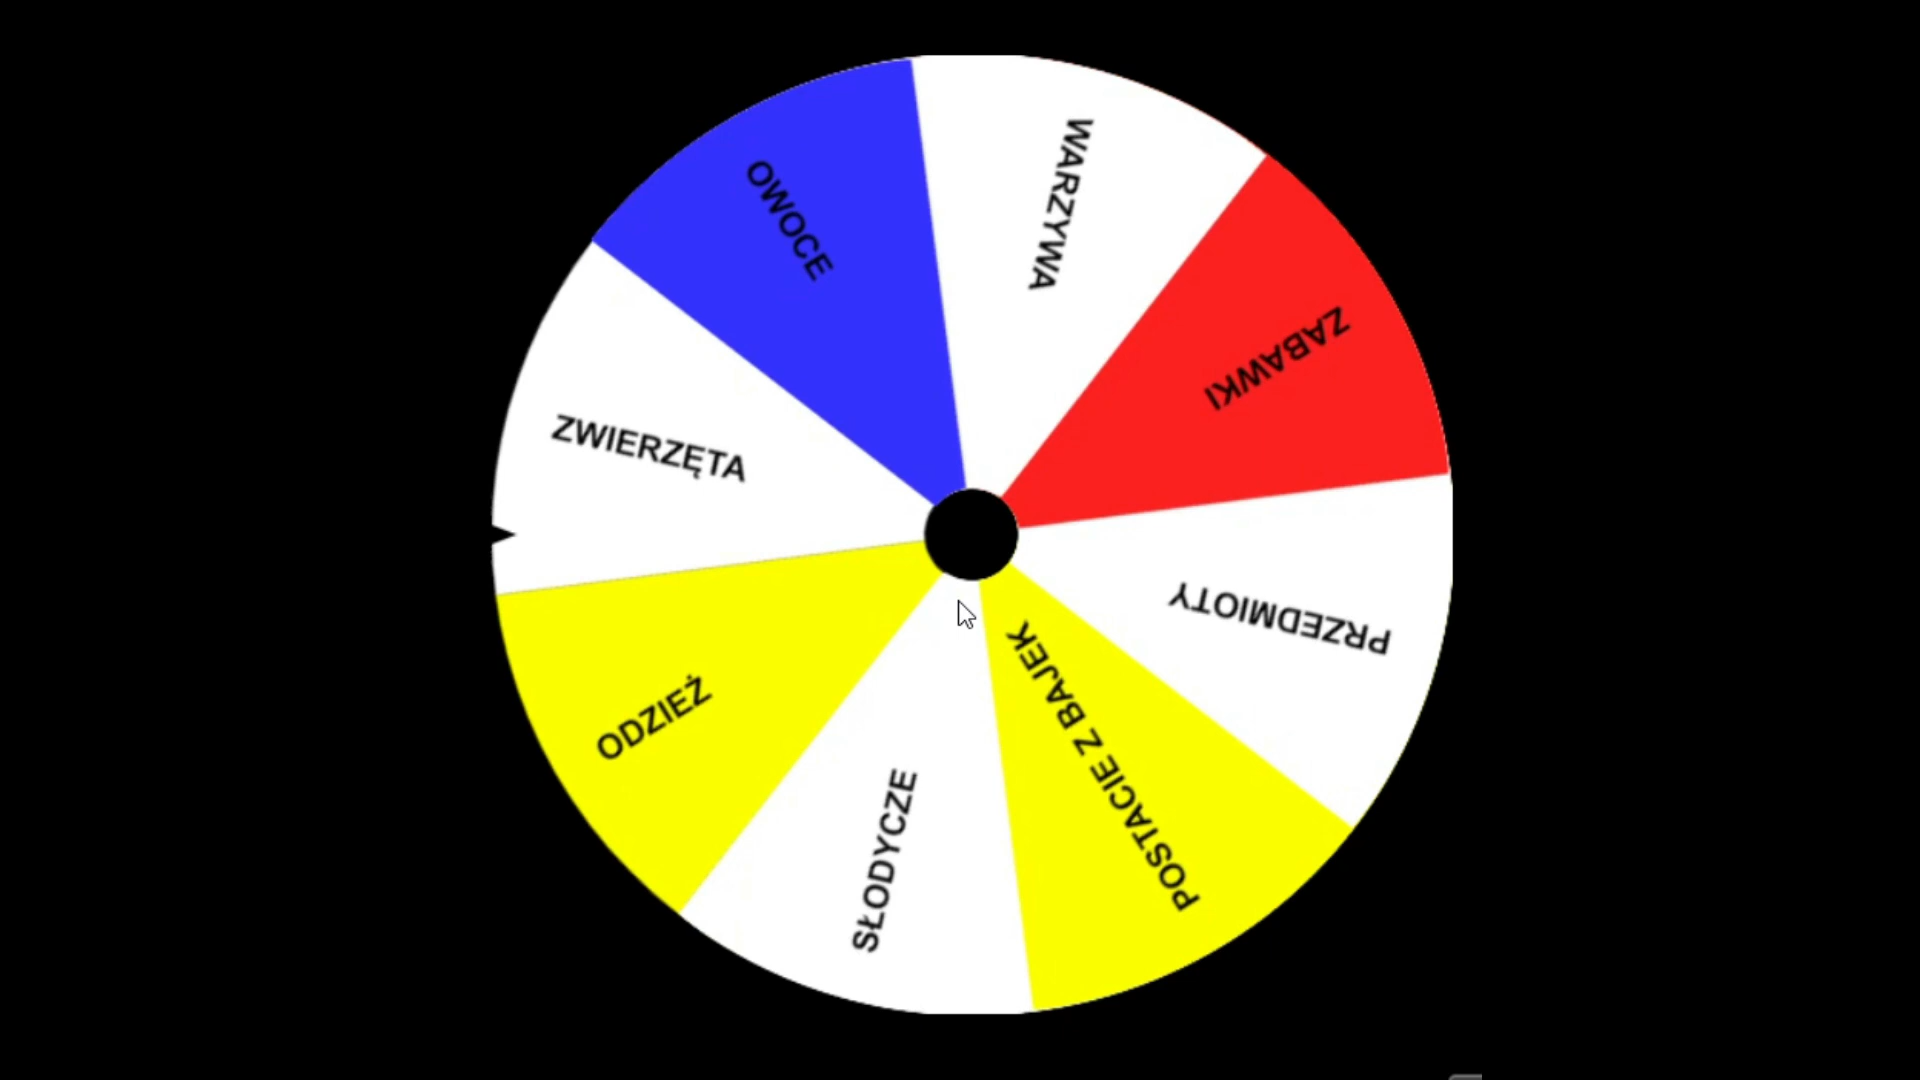 WARZYWA
ZABAWKI
PRZEDMIOTY
POSTACIE Z BAJEK
SŁODYCZE
ODZIEŻ
ZWIERZĘTA
OWOCE